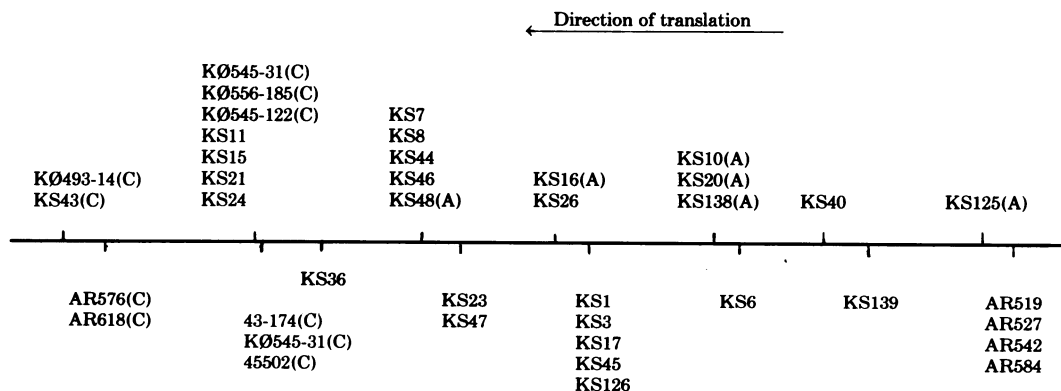 Direction of translation
KØ545-31(C)
KØ556-185(C)
KØ545-122(C)
KS11
KS15
KS21
KS24
KS7
KS8
KS44
KS46
KS48(A)
KØ493-14(C)
KS43(C)
KS16(A)
KS26
KS10(A)
KS20(A)
KS138(A)
KS40
KS125(A)
KS36
AR576(C)
AR618(C)
43-174(C)
KØ545-31(C)
45502(C)
KS23
KS47
KS1
KS3
KS17
KS45
KS126
KS6
KS139
AR519
AR527
AR542
AR584